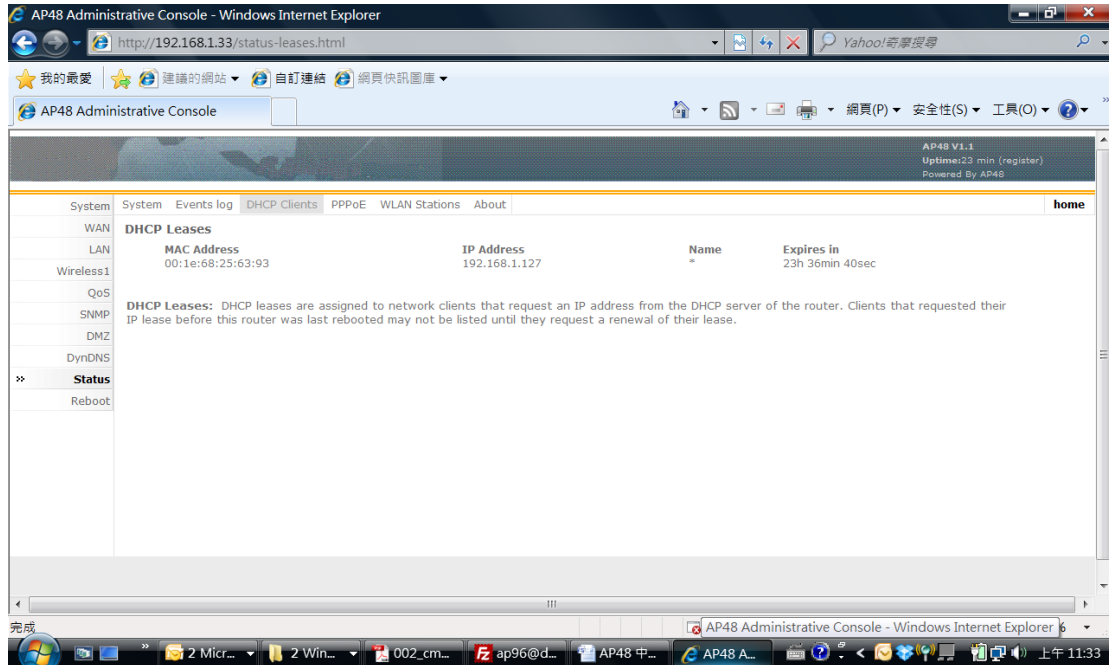 AP48 Administrative Console - Windows Internet Explorer
http://192.168.1.33/status-leases.html
Yahoo!奇摩搜尋
我的最愛 建議的網站 自訂連結 網頁快訊圖庫
AP48 Administrative Console
網頁(P) 安全性(S) 工具(O)
AP48 V1.1
Uptime:23 min (register)
Powered By AP48
System System Events log DHCP Clients PPPoE WLAN Stations About home
WAN
LAN
Wireless1
QoS
SNMP
DMZ
DynDNS
» Status
Reboot
DHCP Leases
MAC Address IP Address Name Expires in
00:1e:68:25:63:93 192.168.1.127 * 23h 36min 40sec
DHCP Leases: DHCP leases are assigned to network clients that request an IP address from the DHCP server of the router. Clients that requested their
IP lease before this router was last rebooted may not be listed until they request a renewal of their lease.
完成
AP48 Administrative Console - Windows Internet Explorer
2 Micr... 2 Win... 002_cm... ap96@d... AP48 中... AP48 A... 上午 11:33